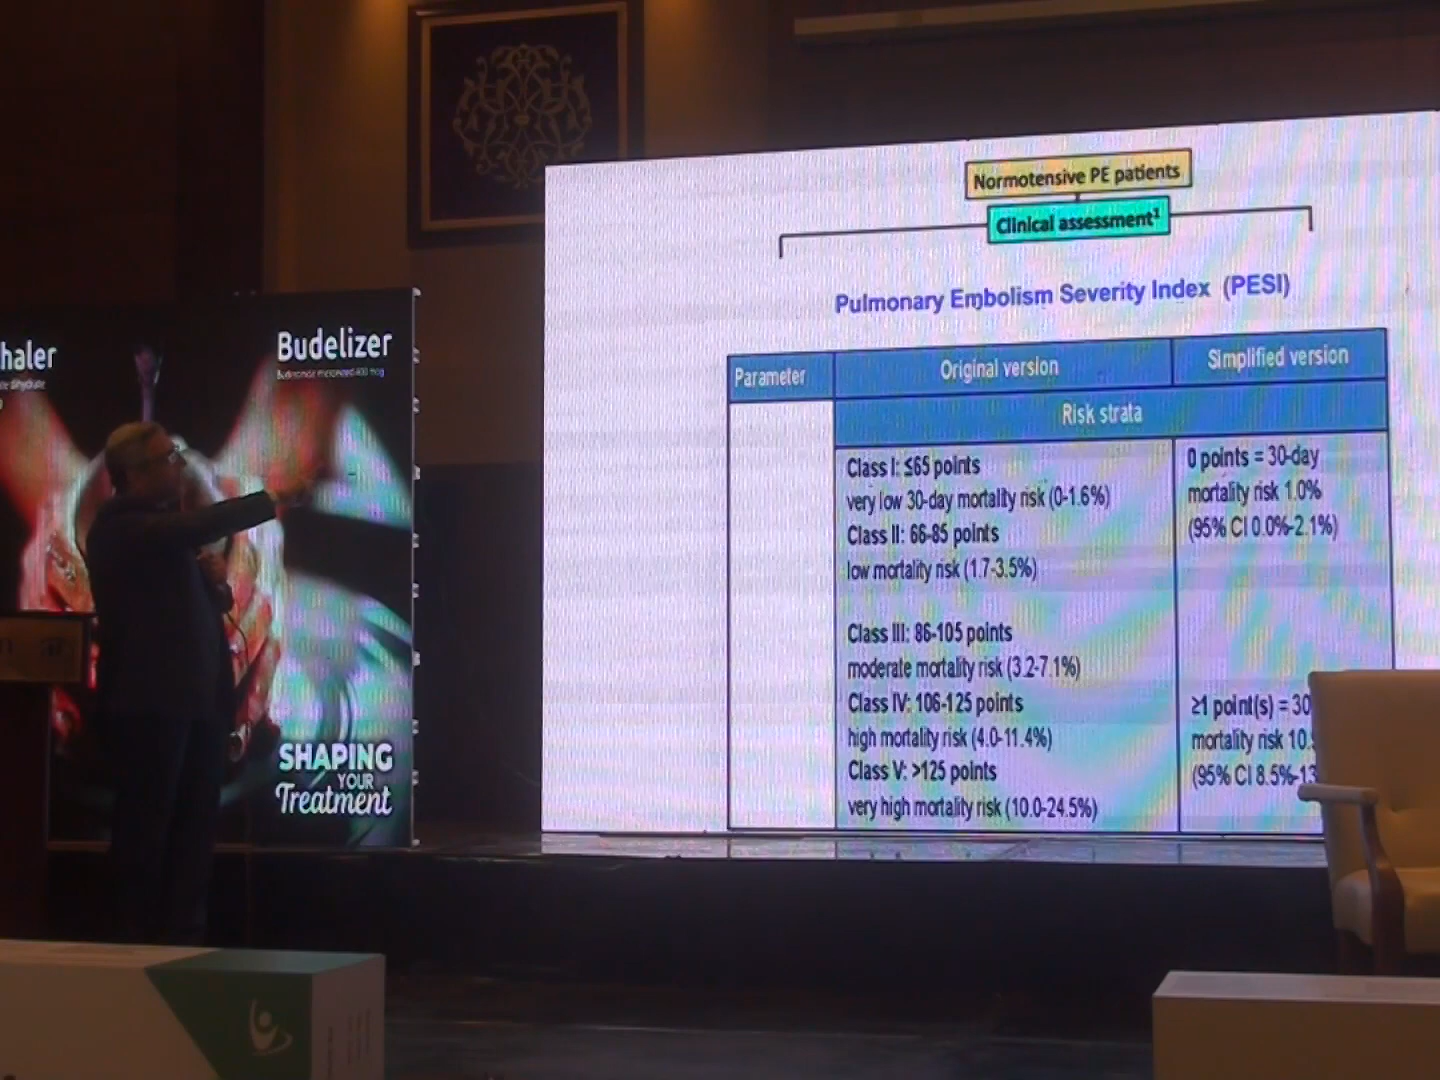 Normotensive PE patients
Clinical assessment¹
Pulmonary Embolism Severity Index (PESI)
Parameter
Original version
Simplified version
Risk strata
Class I: ≤65 points
very low 30-day mortality risk (0-1.6%)
Class II: 66-85 points
low mortality risk (1.7-3.5%)
Class III: 86-105 points
moderate mortality risk (3.2-7.1%)
Class IV: 106-125 points
high mortality risk (4.0-11.4%)
Class V: >125 points
very high mortality risk (10.0-24.5%)
0 points = 30-day
mortality risk 1.0%
(95% CI 0.0%-2.1%)
≥1 point(s) = 30
mortality risk 10.
(95% CI 8.5%-13
haler
Budelizer
SHAPING
YOUR
Treatment